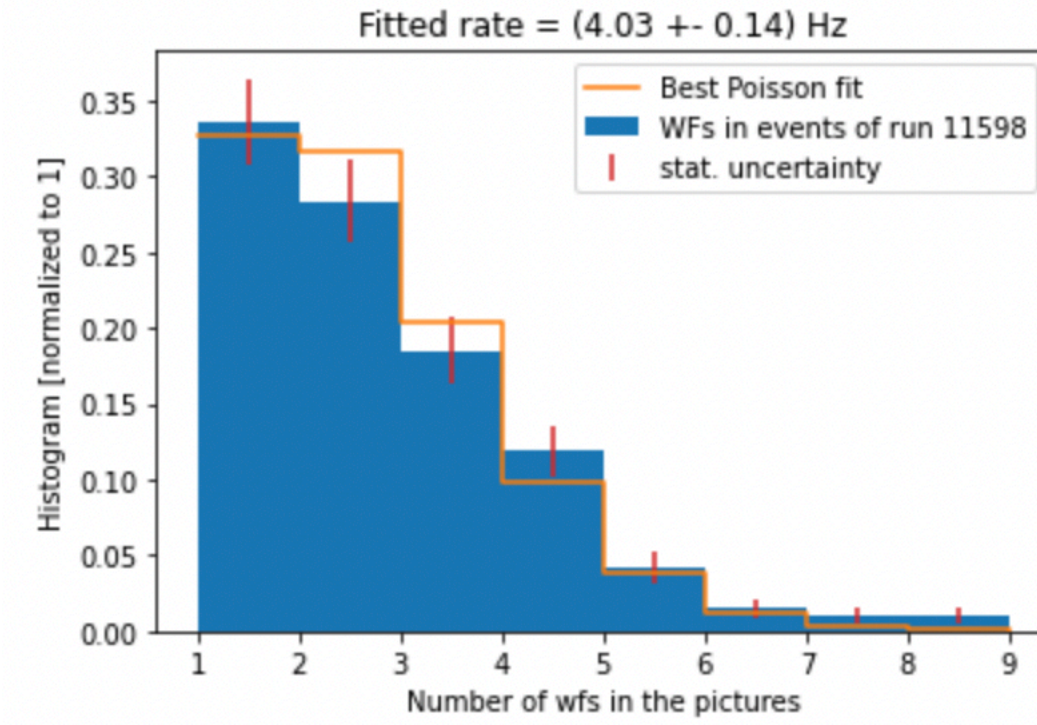 Fitted rate = (4.03 +- 0.14) Hz
Best Poisson fit
WFs in events of run 11598
stat. uncertainty
Histogram [normalized to 1]
0.35
0.30
0.25
0.20
0.15
0.10
0.05
0.00
1 2 3 4 5 6 7 8 9
Number of wfs in the pictures